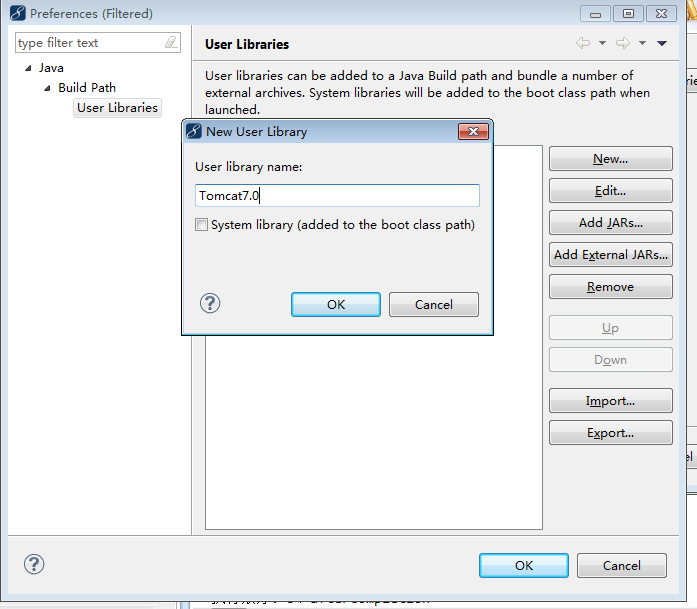 Preferences (Filtered)
type filter text
Java
Build Path
User Libraries
User Libraries
User libraries can be added to a Java Build path and bundle a number of
external archives. System libraries will be added to the boot class path when
launched.
New User Library
User library name:
Tomcat7.0
System library (added to the boot class path)
OK
Cancel
New...
Edit...
Add JARs...
Add External JARs...
Remove
Up
Down
Import...
Export...
OK
Cancel